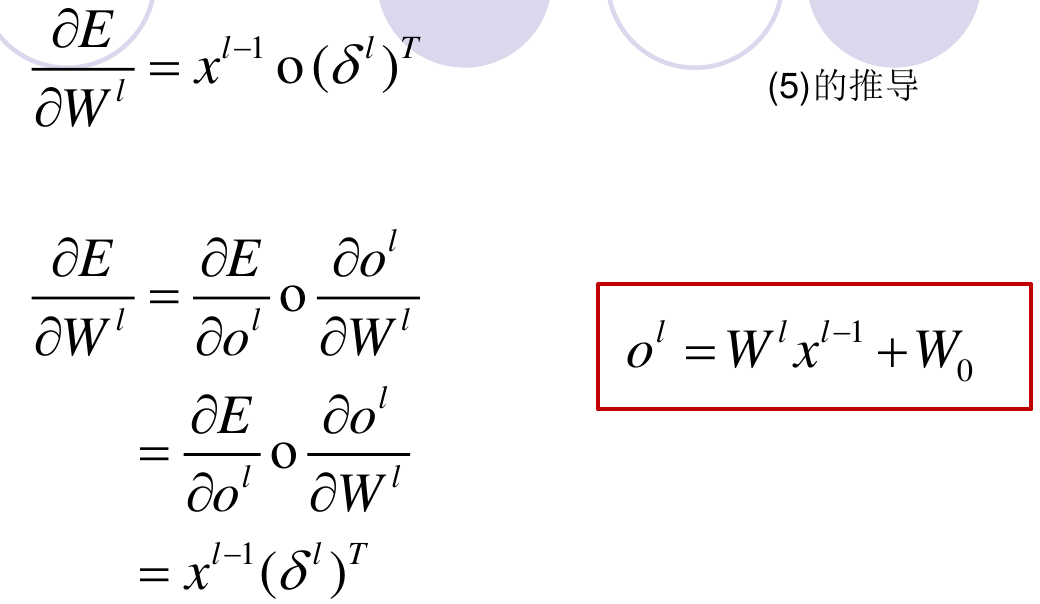 ∂E/∂W^l = x^{l−1} o (δ^l)^T
(5)的推导
∂E/∂W^l = ∂E/∂o^l o ∂o^l/∂W^l
o^l = W^l x^{l−1} + W_0
= ∂E/∂o^l o ∂o^l/∂W^l
= x^{l−1}(δ^l)^T